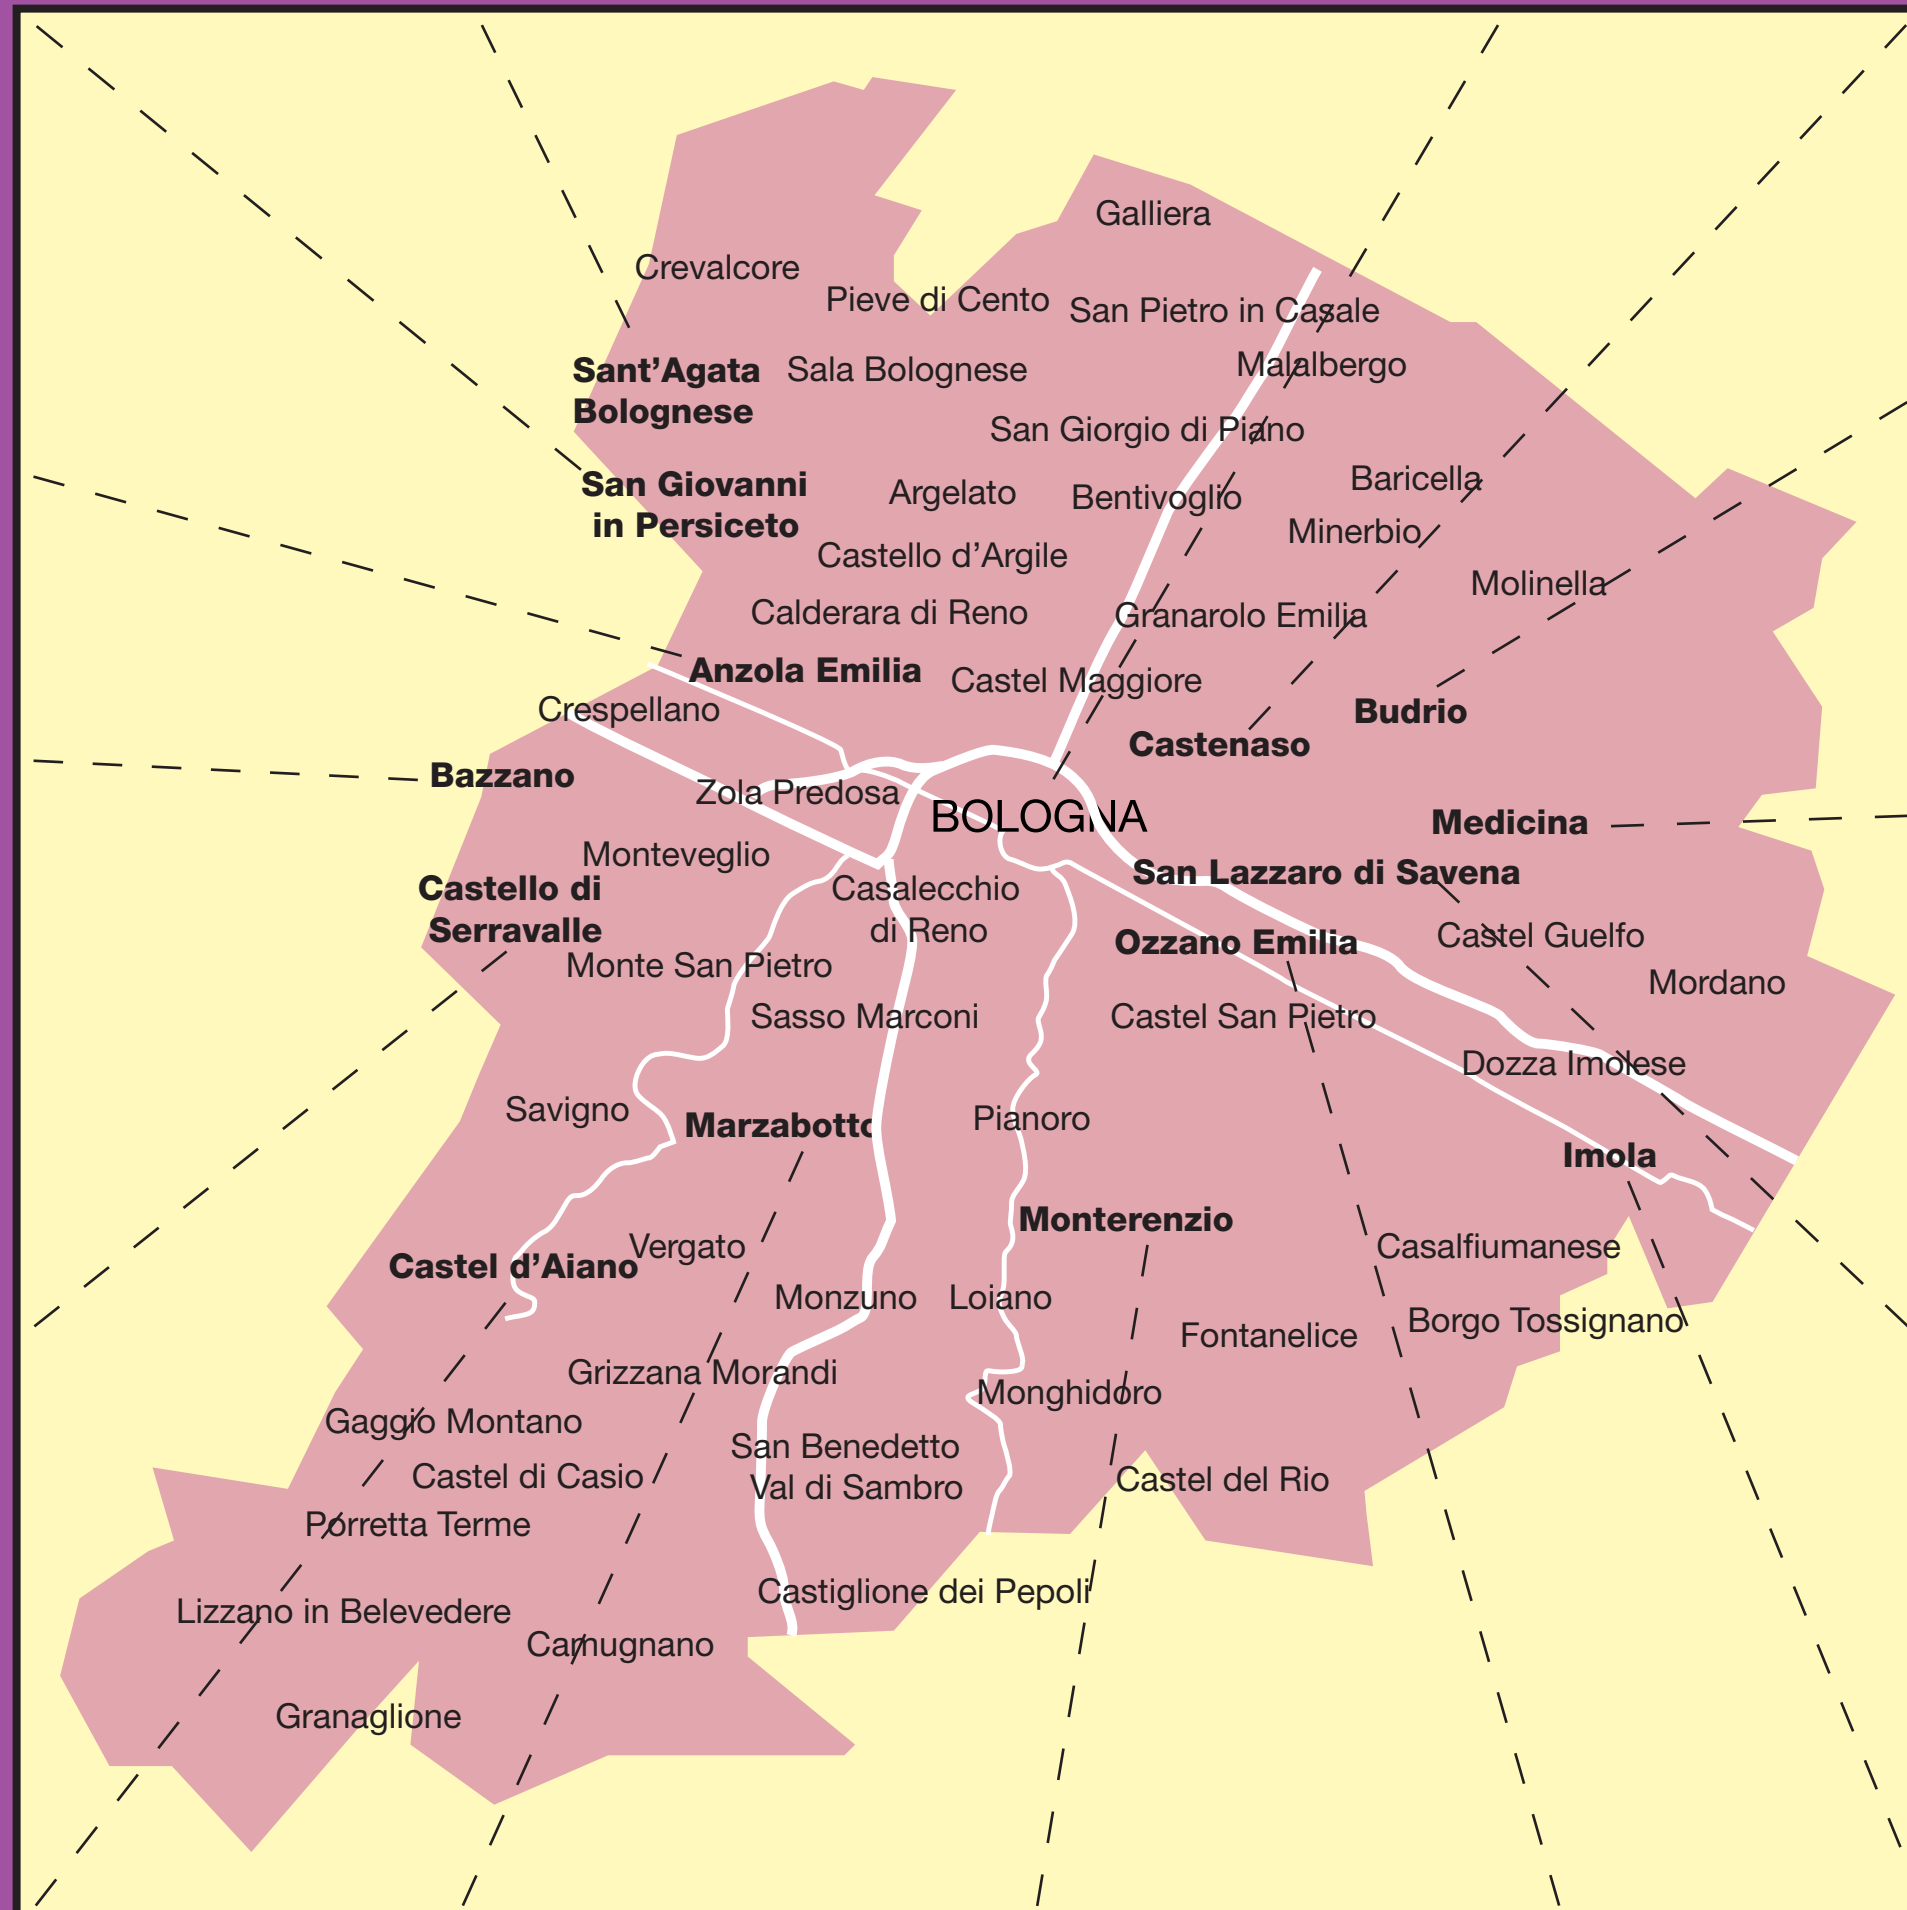 Galliera
Crevalcore
Pieve di Cento
San Pietro in Casale
Malalbergo
Sant’Agata
Bolognese
Sala Bolognese
San Giorgio di Piano
Baricella
San Giovanni
in Persiceto
Argelato
Bentivoglio
Minerbio
Castello d’Argile
Molinella
Calderara di Reno
Granarolo Emilia
Anzola Emilia
Castel Maggiore
Crespellano
Budrio
Castenaso
Bazzano
Zola Predosa
BOLOGNA
Medicina
Monteveglio
San Lazzaro di Savena
Castello di
Serravalle
Casalecchio
di Reno
Castel Guelfo
Ozzano Emilia
Monte San Pietro
Mordano
Sasso Marconi
Castel San Pietro
Dozza Imolese
Savigno
Marzabotto
Pianoro
Imola
Monterenzio
Vergato
Casalfiumanese
Castel d’Aiano
Monzuno
Loiano
Borgo Tossignano
Fontanelice
Grizzana Morandi
Monghidoro
Gaggio Montano
San Benedetto
Val di Sambro
Castel di Casio
Castel del Rio
Porretta Terme
Castiglione dei Pepoli
Lizzano in Belevedere
Camugnano
Granaglione